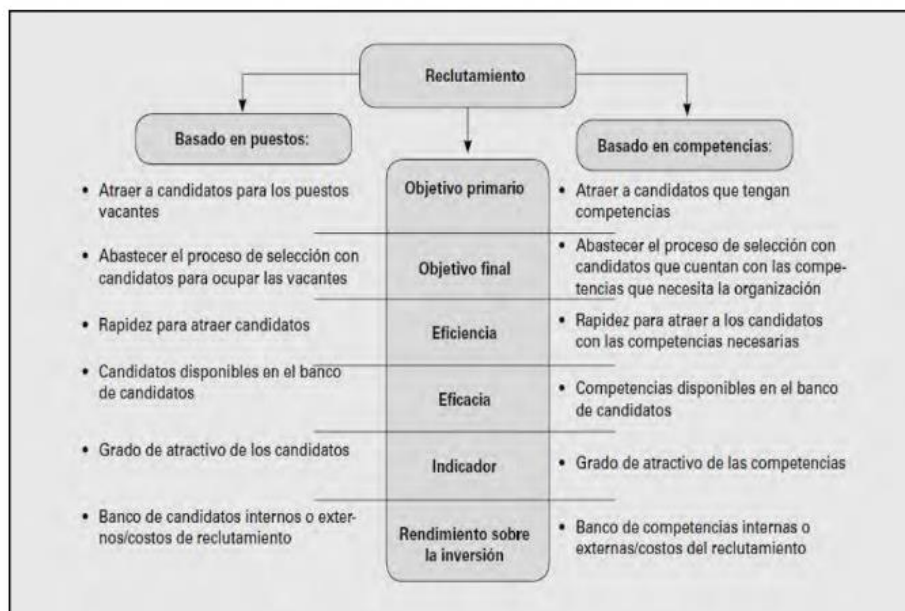 Reclutamiento
Basado en puestos:
Basado en competencias:
• Atraer a candidatos para los puestos
vacantes
Objetivo primario
• Atraer a candidatos que tengan
competencias
• Abastecer el proceso de selección con
candidatos para ocupar las vacantes
Objetivo final
• Abastecer el proceso de selección con
candidatos que cuentan con las compe-
tencias que necesita la organización
• Rapidez para atraer candidatos
Eficiencia
• Rapidez para atraer a los candidatos
con las competencias necesarias
• Candidatos disponibles en el banco
de candidatos
Eficacia
• Competencias disponibles en el banco
de candidatos
• Grado de atractivo de los candidatos
Indicador
• Grado de atractivo de las competencias
• Banco de candidatos internos o exter-
nos/costos de reclutamiento
Rendimiento sobre
la inversión
• Banco de competencias internas o
externas/costos del reclutamiento